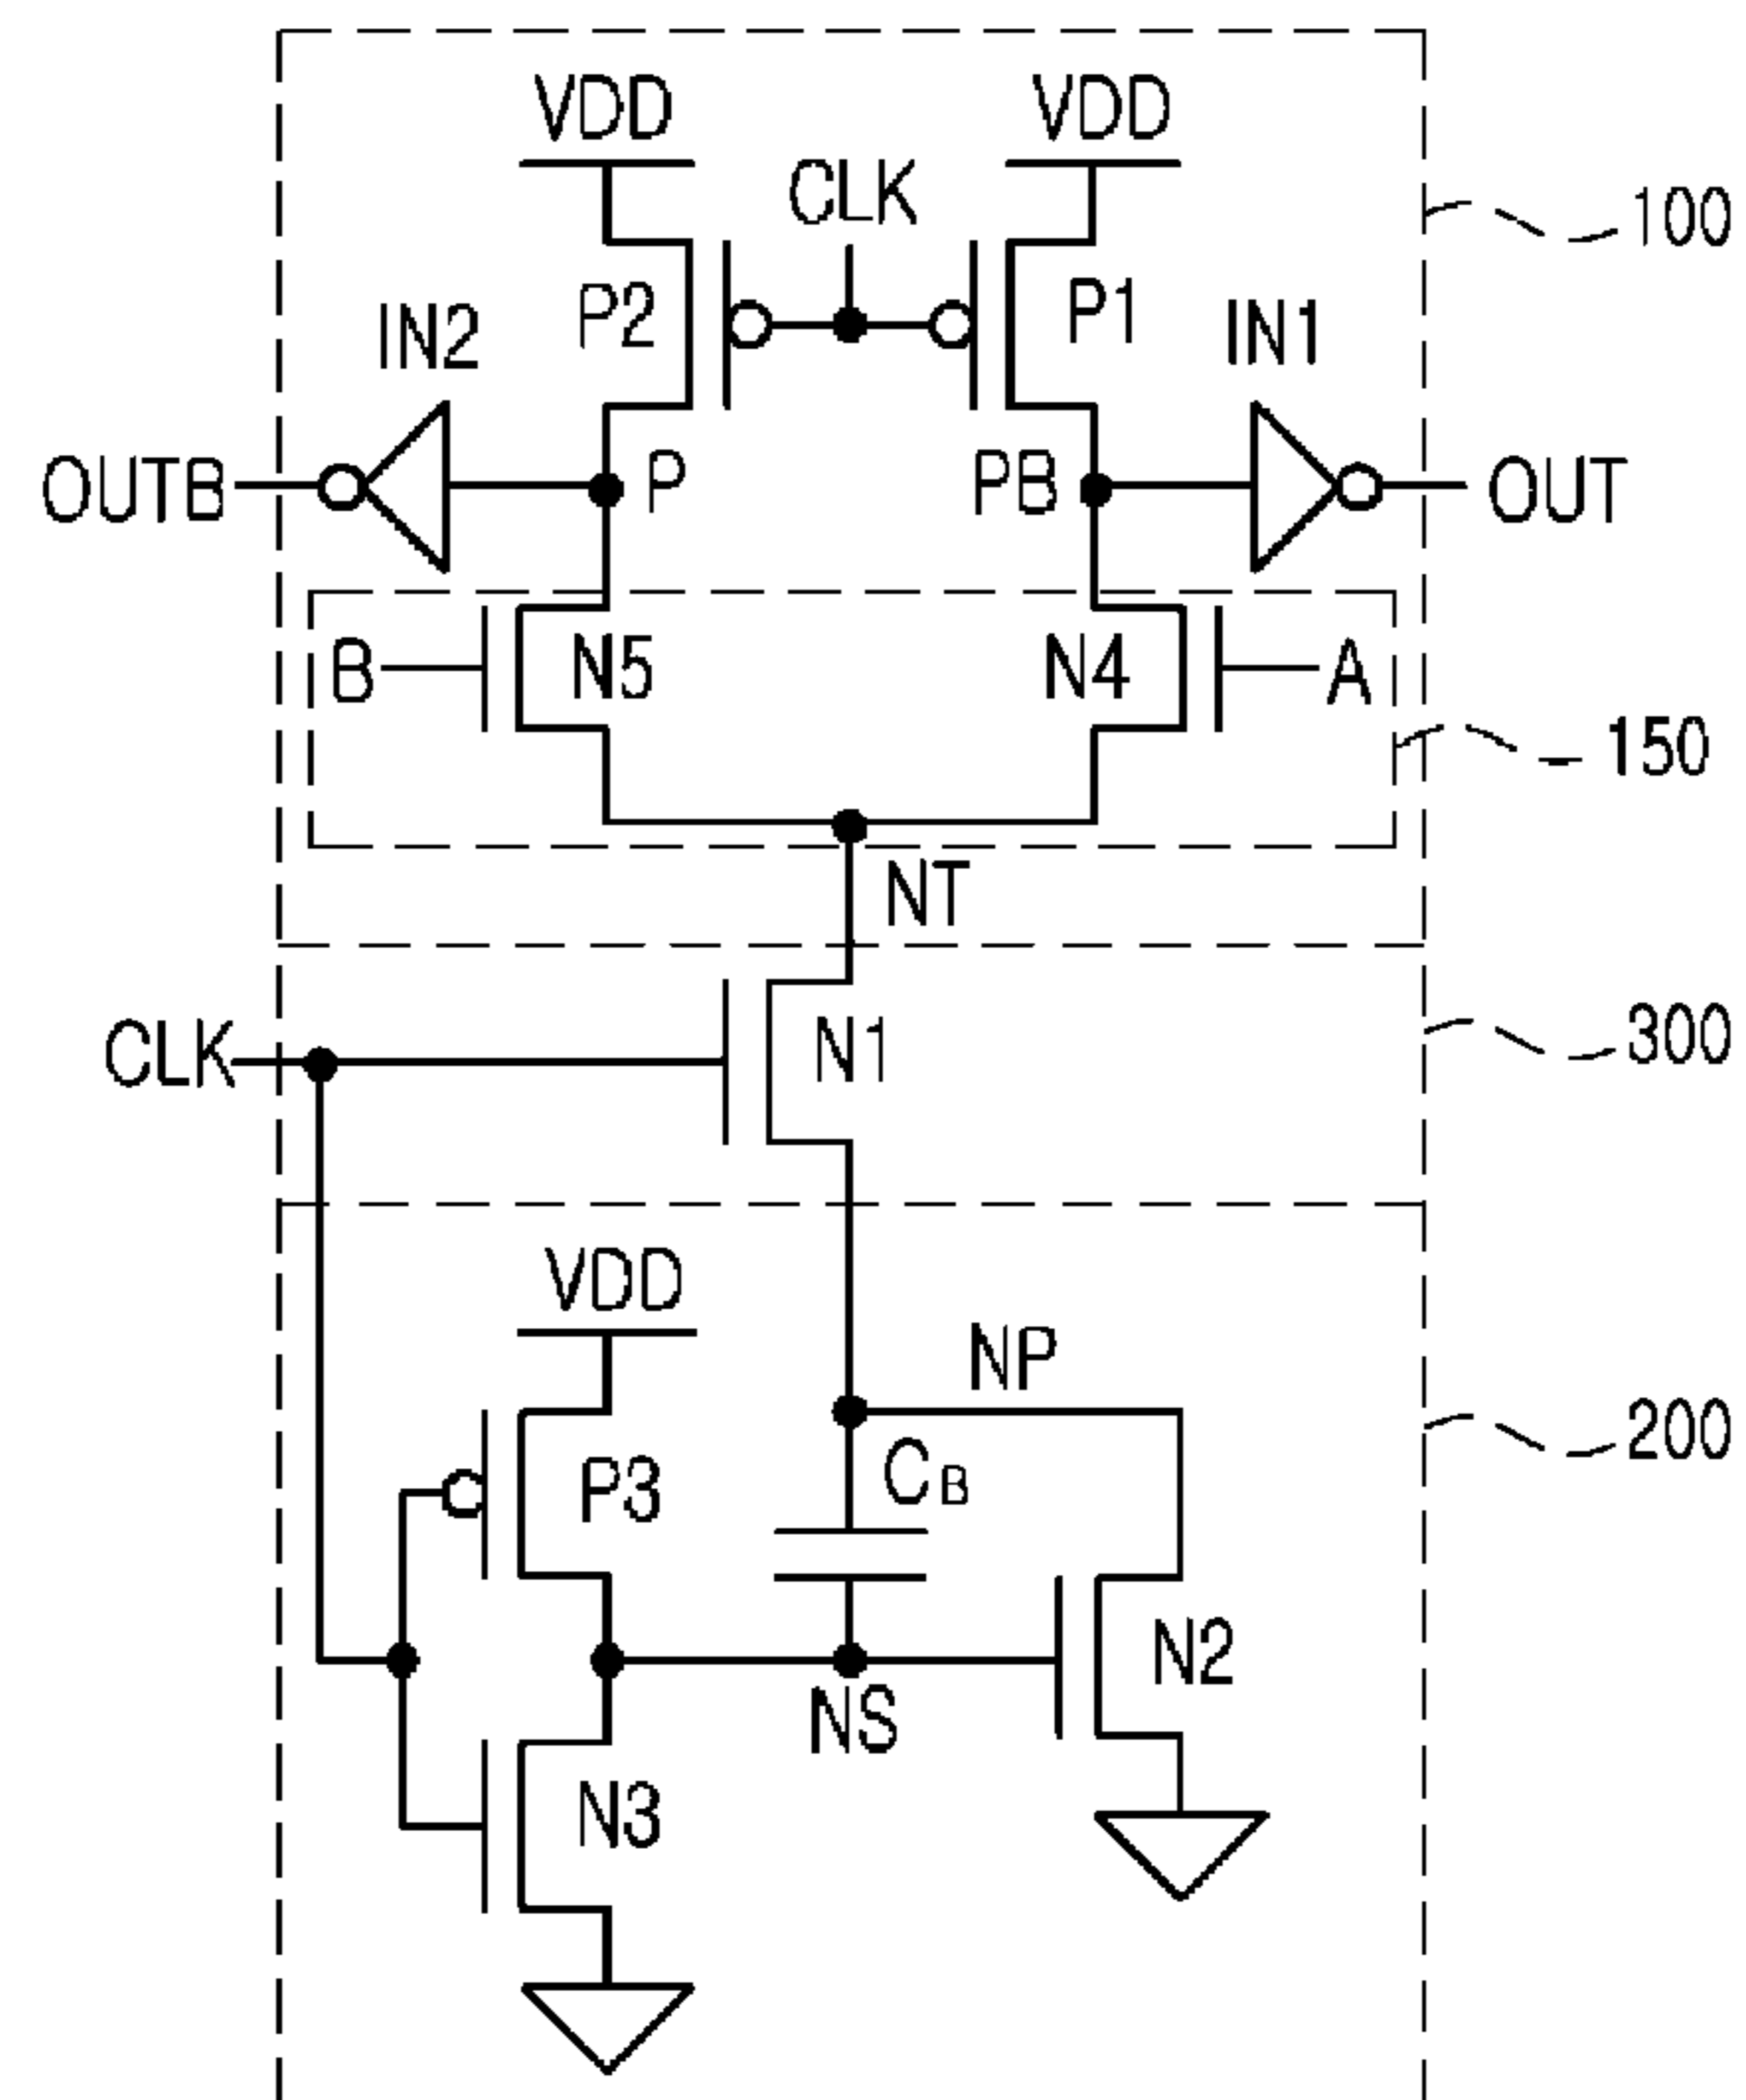 VDD
VDD
CLK
100
P2
P1
IN2
IN1
OUTB
P
PB
OUT
B
N5
N4
A
150
NT
CLK
N1
300
VDD
NP
200
P3
CB
N2
NS
N3